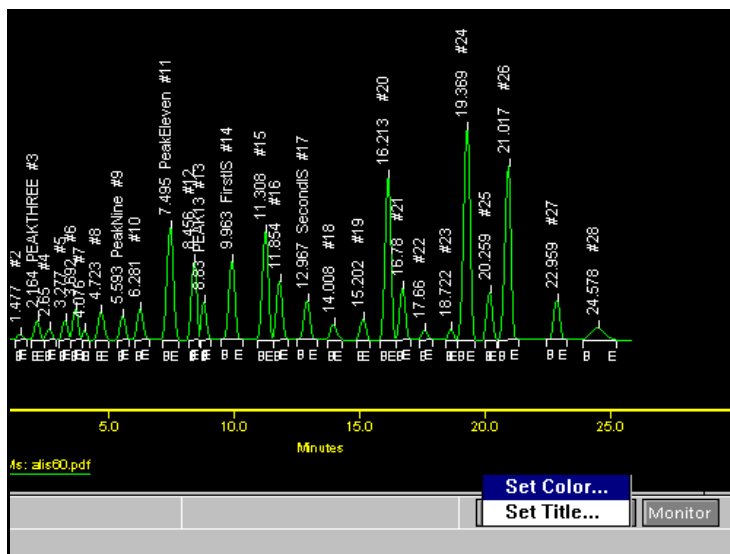 1.477 #2
2.164 PEAKTHREE #3
2.65 #4
3.277 #5
3.692 #6
4.076 #7
4.723 #8
5.593 PeakNine #9
6.281 #10
7.495 PeakEleven #11
8.456 #12
8.83 PEAK13 #13
9.963 FirstIS #14
11.308 #15
11.854 #16
12.967 SecondIS #17
14.008 #18
15.202 #19
16.213 #20
16.78 #21
17.66 #22
18.722 #23
19.369 #24
20.259 #25
21.017 #26
22.959 #27
24.578 #28
5.0 10.0 15.0 20.0 25.0
Minutes
Ms: alis60.pdf
Set Color...
Set Title...
Monitor